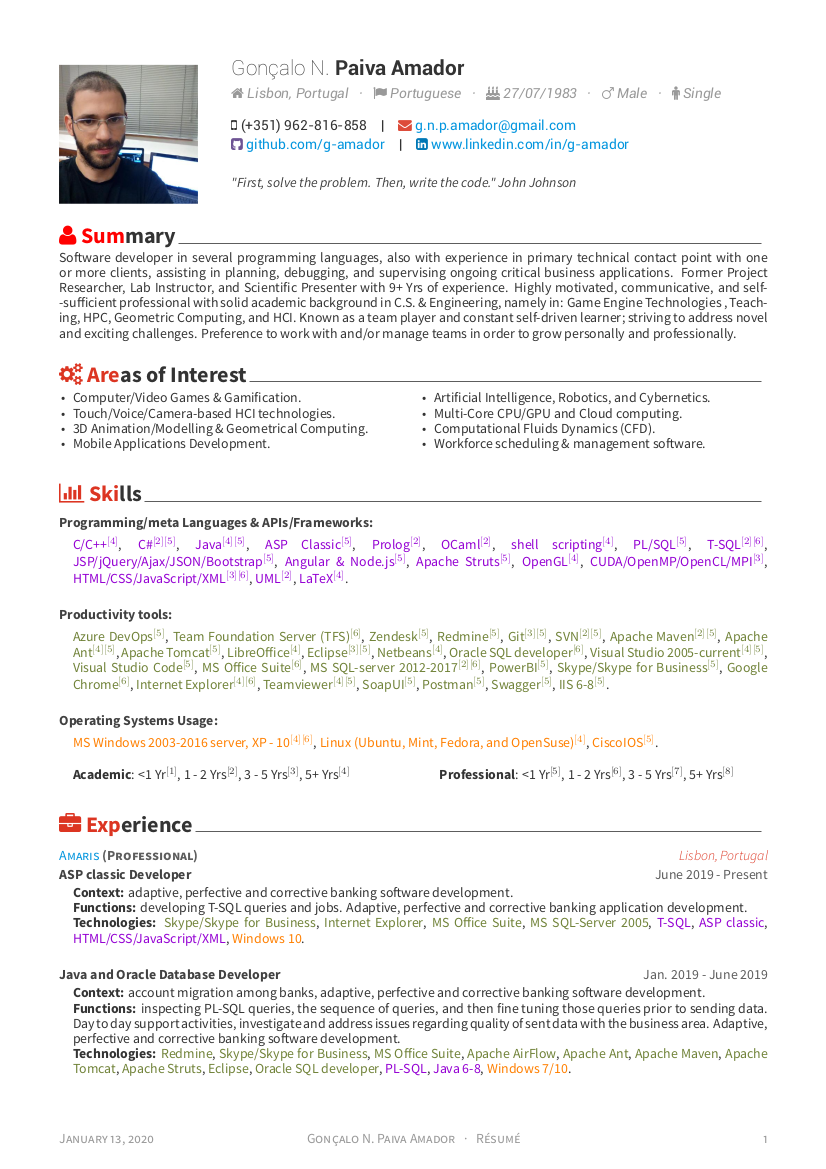 Gonçalo N. Paiva Amador
Lisbon, Portugal · Portuguese · 27/07/1983 · Male · Single
(+351) 962-816-858 | g.n.p.amador@gmail.com
github.com/g-amador | www.linkedin.com/in/g-amador
"First, solve the problem. Then, write the code." John Johnson
Summary
Software developer in several programming languages, also with experience in primary technical contact point with one
or more clients, assisting in planning, debugging, and supervising ongoing critical business applications. Former Project
Researcher, Lab Instructor, and Scientific Presenter with 9+ Yrs of experience. Highly motivated, communicative, and self-
-sufficient professional with solid academic background in C.S. & Engineering, namely in: Game Engine Technologies , Teach-
ing, HPC, Geometric Computing, and HCI. Known as a team player and constant self-driven learner; striving to address novel
and exciting challenges. Preference to work with and/or manage teams in order to grow personally and professionally.
Areas of Interest
• Computer/Video Games & Gamification.
• Touch/Voice/Camera-based HCI technologies.
• 3D Animation/Modelling & Geometrical Computing.
• Mobile Applications Development.
• Artificial Intelligence, Robotics, and Cybernetics.
• Multi-Core CPU/GPU and Cloud computing.
• Computational Fluids Dynamics (CFD).
• Workforce scheduling & management software.
Skills
Programming/meta Languages & APIs/Frameworks:
C/C++[4], C#[2][5], Java[4][5], ASP Classic[5], Prolog[2], OCaml[2], shell scripting[4], PL/SQL[5], T-SQL[2][6],
JSP/jQuery/Ajax/JSON/Bootstrap[5], Angular & Node.js[5], Apache Struts[5], OpenGL[4], CUDA/OpenMP/OpenCL/MPI[3],
HTML/CSS/JavaScript/XML[3][6], UML[2], LaTeX[4].
Productivity tools:
Azure DevOps[5], Team Foundation Server (TFS)[6], Zendesk[5], Redmine[5], Git[3][5], SVN[2][5], Apache Maven[2][5], Apache
Ant[4][5], Apache Tomcat[5], LibreOffice[4], Eclipse[3][5], Netbeans[4], Oracle SQL developer[6], Visual Studio 2005-current[4][5],
Visual Studio Code[5], MS Office Suite[6], MS SQL-server 2012-2017[2][6], PowerBI[5], Skype/Skype for Business[5], Google
Chrome[6], Internet Explorer[4][6], Teamviewer[4][5], SoapUI[5], Postman[5], Swagger[5], IIS 6-8[5].
Operating Systems Usage:
MS Windows 2003-2016 server, XP - 10[4][6], Linux (Ubuntu, Mint, Fedora, and OpenSuse)[4], CiscoIOS[5].
Academic: <1 Yr[1], 1 - 2 Yrs[2], 3 - 5 Yrs[3], 5+ Yrs[4] Professional: <1 Yr[5], 1 - 2 Yrs[6], 3 - 5 Yrs[7], 5+ Yrs[8]
Experience
Amaris (Professional) Lisbon, Portugal
ASP classic Developer June 2019 - Present
Context: adaptive, perfective and corrective banking software development.
Functions: developing T-SQL queries and jobs. Adaptive, perfective and corrective banking application development.
Technologies: Skype/Skype for Business, Internet Explorer, MS Office Suite, MS SQL-Server 2005, T-SQL, ASP classic,
HTML/CSS/JavaScript/XML, Windows 10.
Java and Oracle Database Developer Jan. 2019 - June 2019
Context: account migration among banks, adaptive, perfective and corrective banking software development.
Functions: inspecting PL-SQL queries, the sequence of queries, and then fine tuning those queries prior to sending data.
Day to day support activities, investigate and address issues regarding quality of sent data with the business area. Adaptive,
perfective and corrective banking software development.
Technologies: Redmine, Skype/Skype for Business, MS Office Suite, Apache AirFlow, Apache Ant, Apache Maven, Apache
Tomcat, Apache Struts, Eclipse, Oracle SQL developer, PL-SQL, Java 6-8, Windows 7/10.
January 13, 2020 Gonçalo N. Paiva Amador · Résumé 1